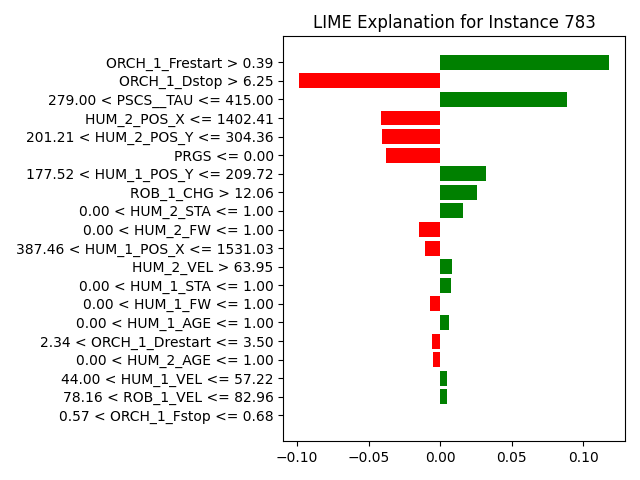 LIME Explanation for Instance 783
ORCH_1_Frestart > 0.39
ORCH_1_Dstop > 6.25
279.00 < PSCS__TAU <= 415.00
HUM_2_POS_X <= 1402.41
201.21 < HUM_2_POS_Y <= 304.36
PRGS <= 0.00
177.52 < HUM_1_POS_Y <= 209.72
ROB_1_CHG > 12.06
0.00 < HUM_2_STA <= 1.00
0.00 < HUM_2_FW <= 1.00
387.46 < HUM_1_POS_X <= 1531.03
HUM_2_VEL > 63.95
0.00 < HUM_1_STA <= 1.00
0.00 < HUM_1_FW <= 1.00
0.00 < HUM_1_AGE <= 1.00
2.34 < ORCH_1_Drestart <= 3.50
0.00 < HUM_2_AGE <= 1.00
44.00 < HUM_1_VEL <= 57.22
78.16 < ROB_1_VEL <= 82.96
0.57 < ORCH_1_Fstop <= 0.68
−0.10 −0.05 0.00 0.05 0.10